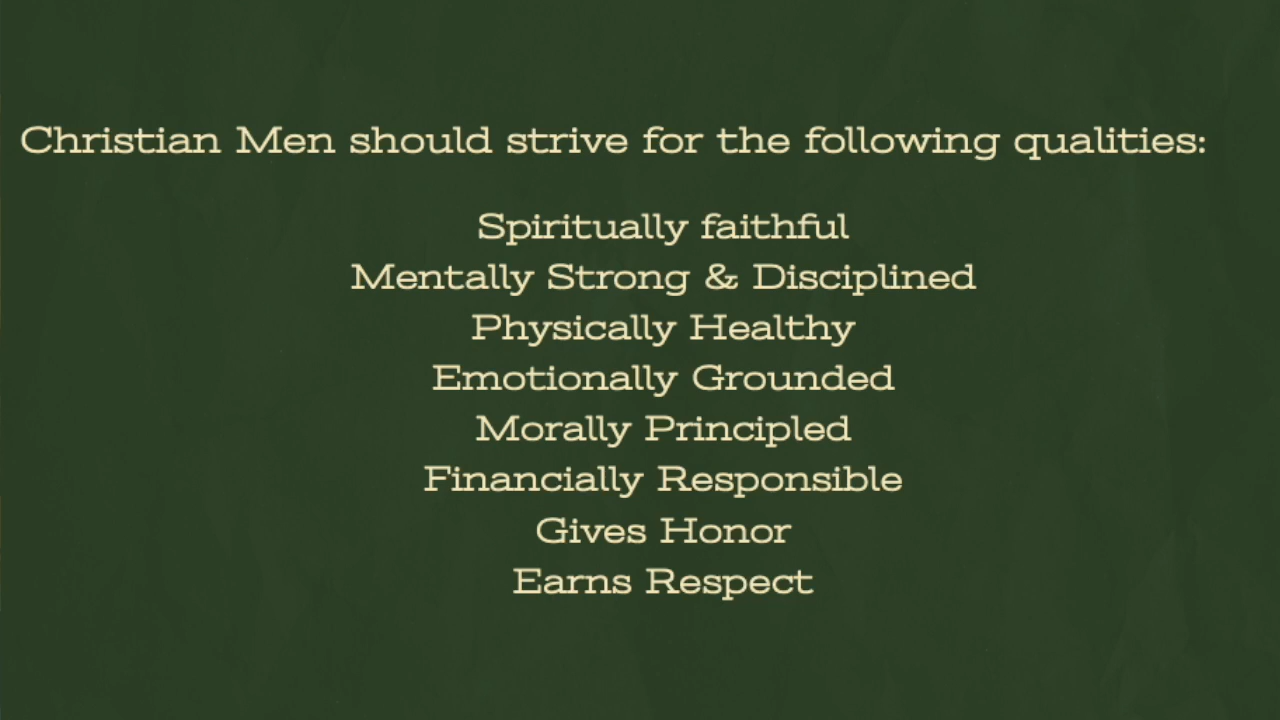 Christian Men should strive for the following qualities:
Spiritually faithful
Mentally Strong & Disciplined
Physically Healthy
Emotionally Grounded
Morally Principled
Financially Responsible
Gives Honor
Earns Respect